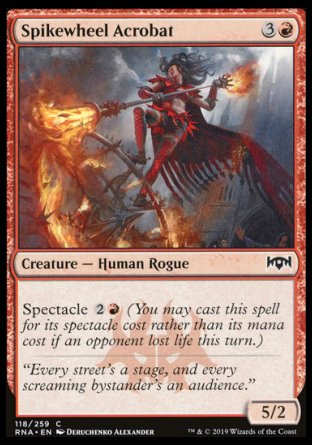 Spikewheel Acrobat 3
Creature — Human Rogue
Spectacle 2 (You may cast this spell
for its spectacle cost rather than its mana
cost if an opponent lost life this turn.)
“Every street’s a stage, and every
screaming bystander’s an audience.”
5/2
118/259 C
RNA • EN DERUCHENKO ALEXANDER ™ & © 2019 Wizards of the Coast